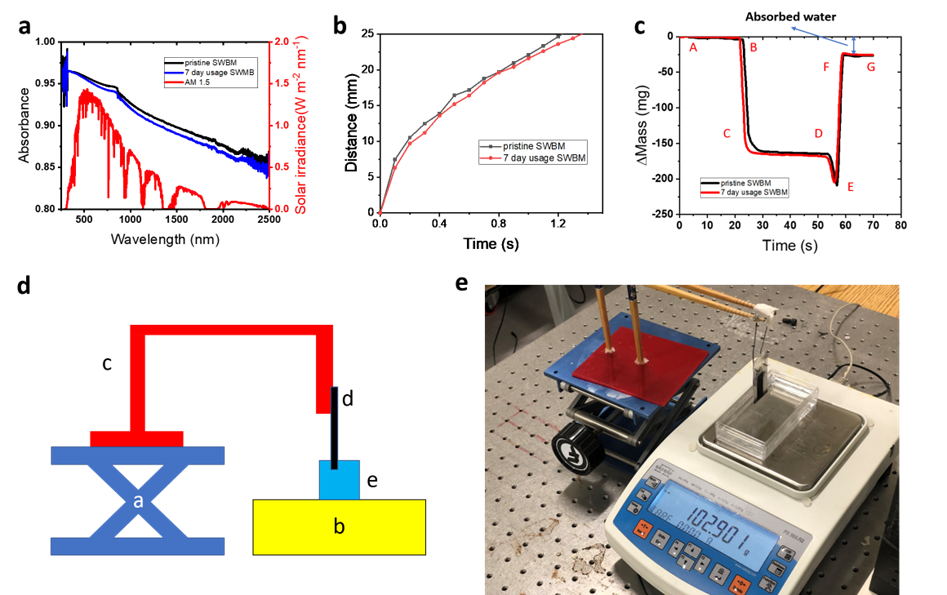 a
b
c
Absorbed water
pristine SWBM
7 day usage SWMB
AM 1.5
1.00
0.95
0.90
0.85
0.80
2.0
1.5
1.0
0.5
0.0
500
1000
1500
2000
2500
Absorbance
Solar irradiance(W m-2 nm-1)
Wavelength (nm)
25
20
15
10
5
0
0.0
0.4
0.8
1.2
Distance (mm)
Time (s)
pristine SWBM
7 day usage SWBM
0
-50
-100
-150
-200
-250
0
10
20
30
40
50
60
70
80
ΔMass (mg)
Time (s)
A
B
C
D
E
F
G
pristine SWBM
7 day usage SWBM
d
c
d
e
a
b
e
102.901
g